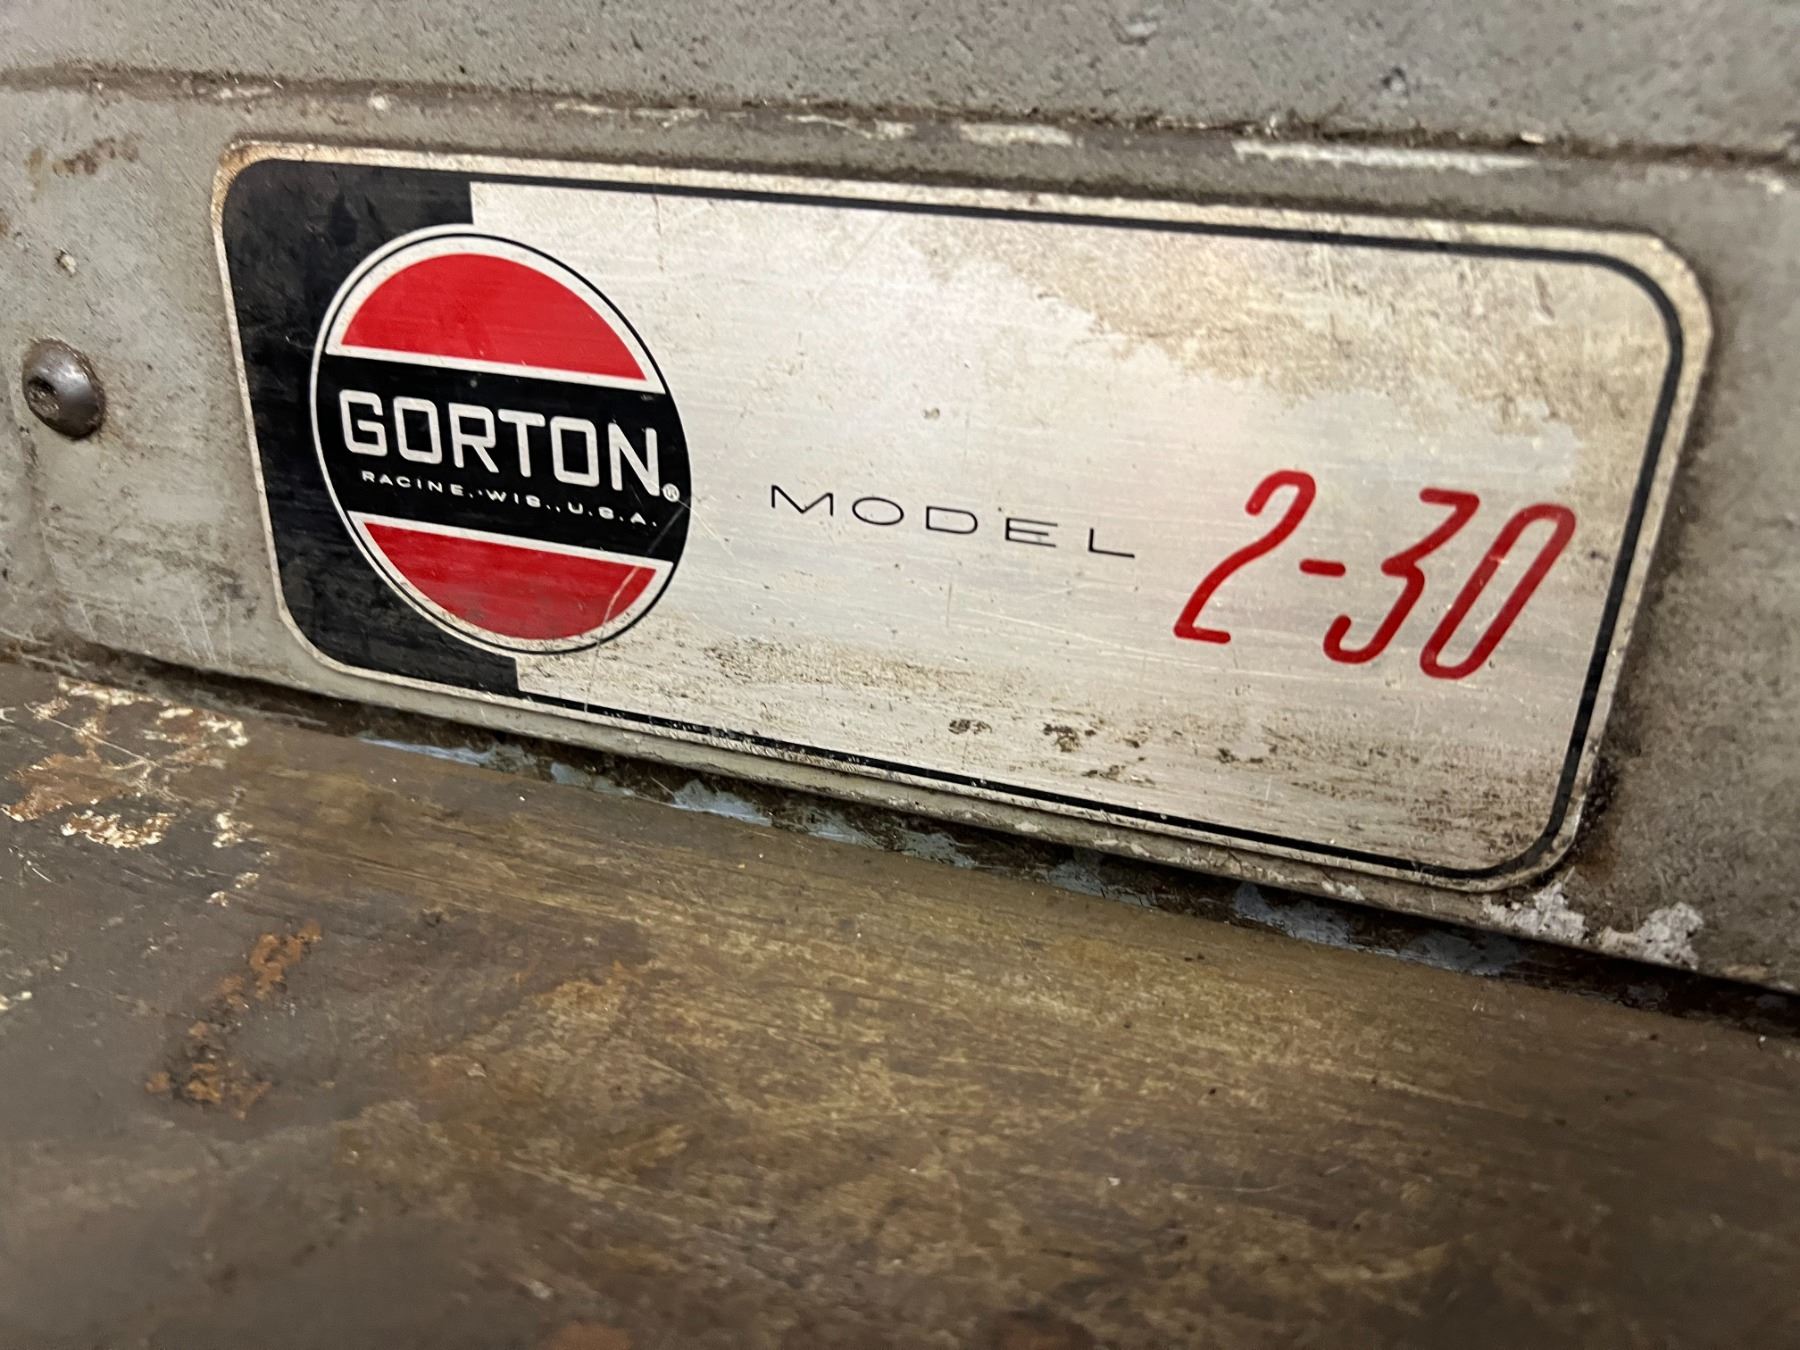 GORTON®
RACINE, WIS., U.S.A.
MODEL 2-30